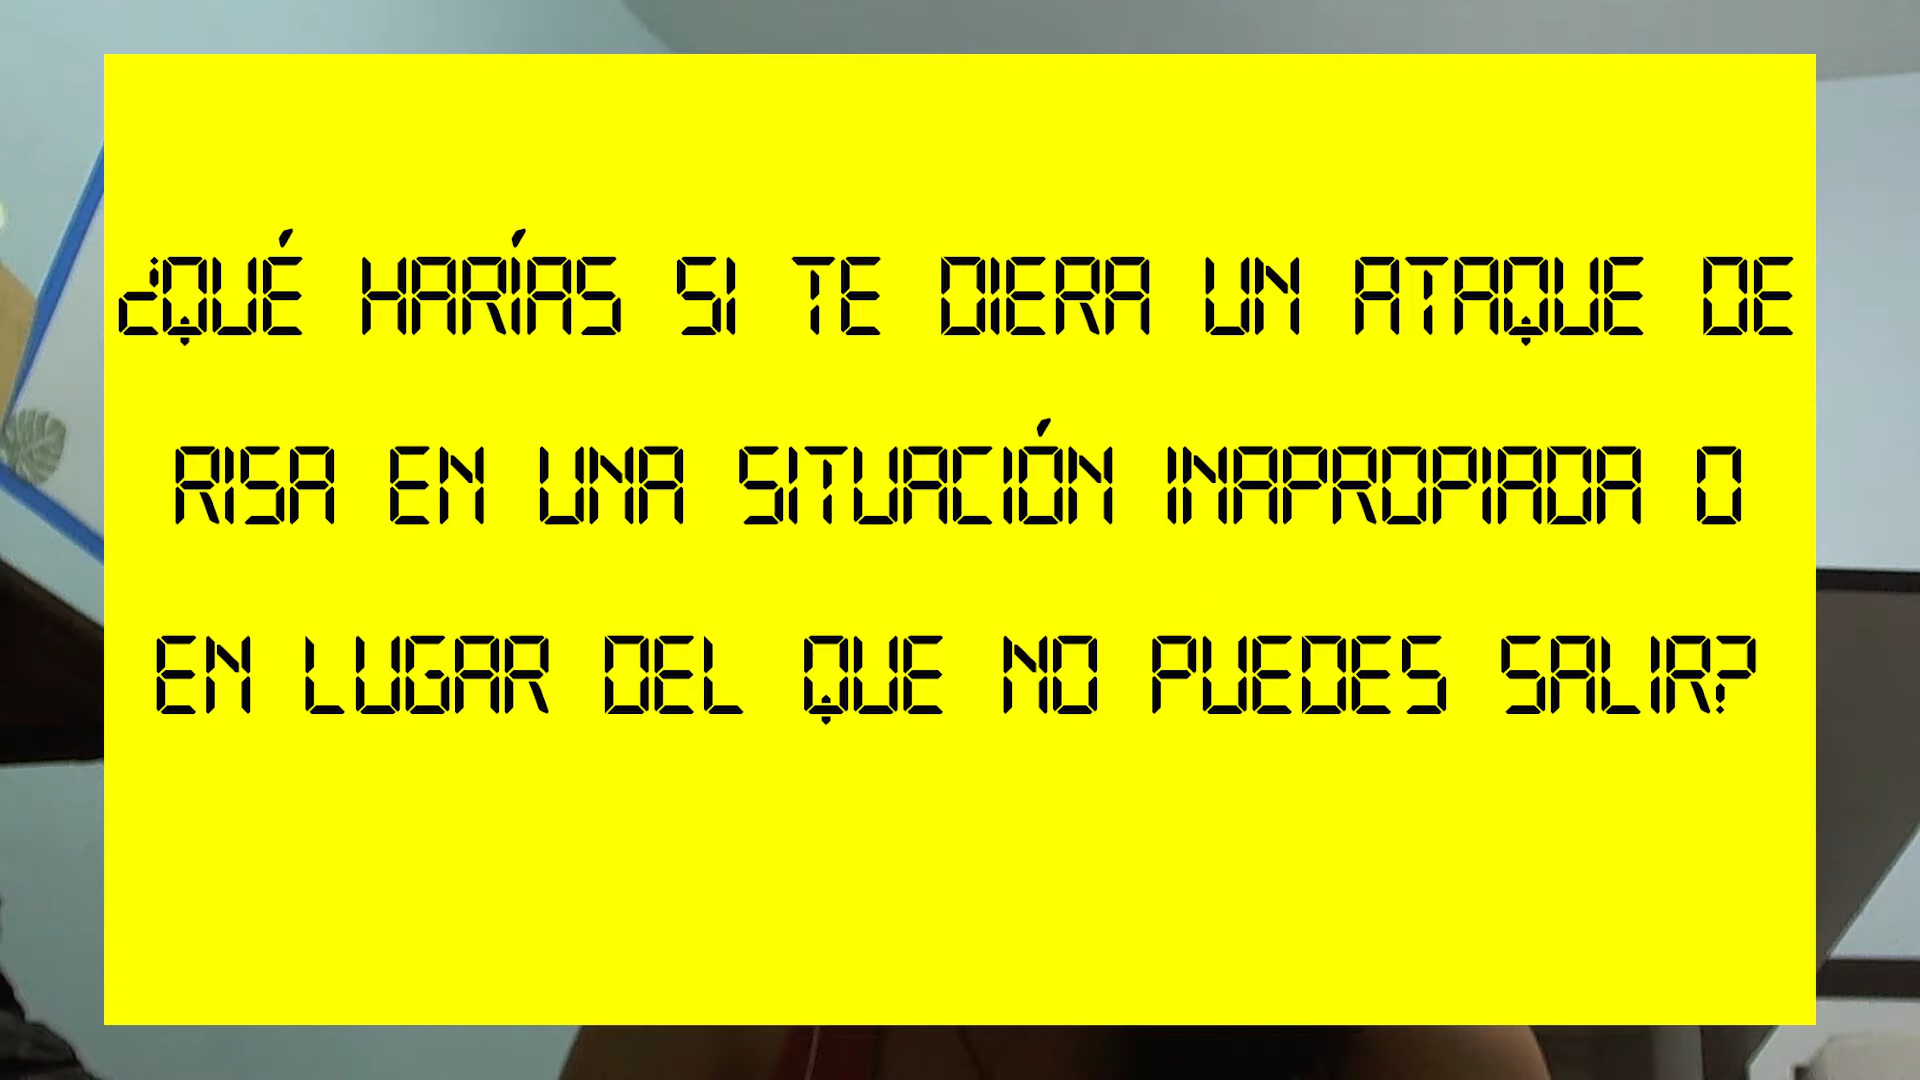 ¿QUÉ HARÍAS SI TE DIERA UN ATAQUE DE
RISA EN UNA SITUACIÓN INAPROPIADA O
EN LUGAR DEL QUE NO PUEDES SALIR?